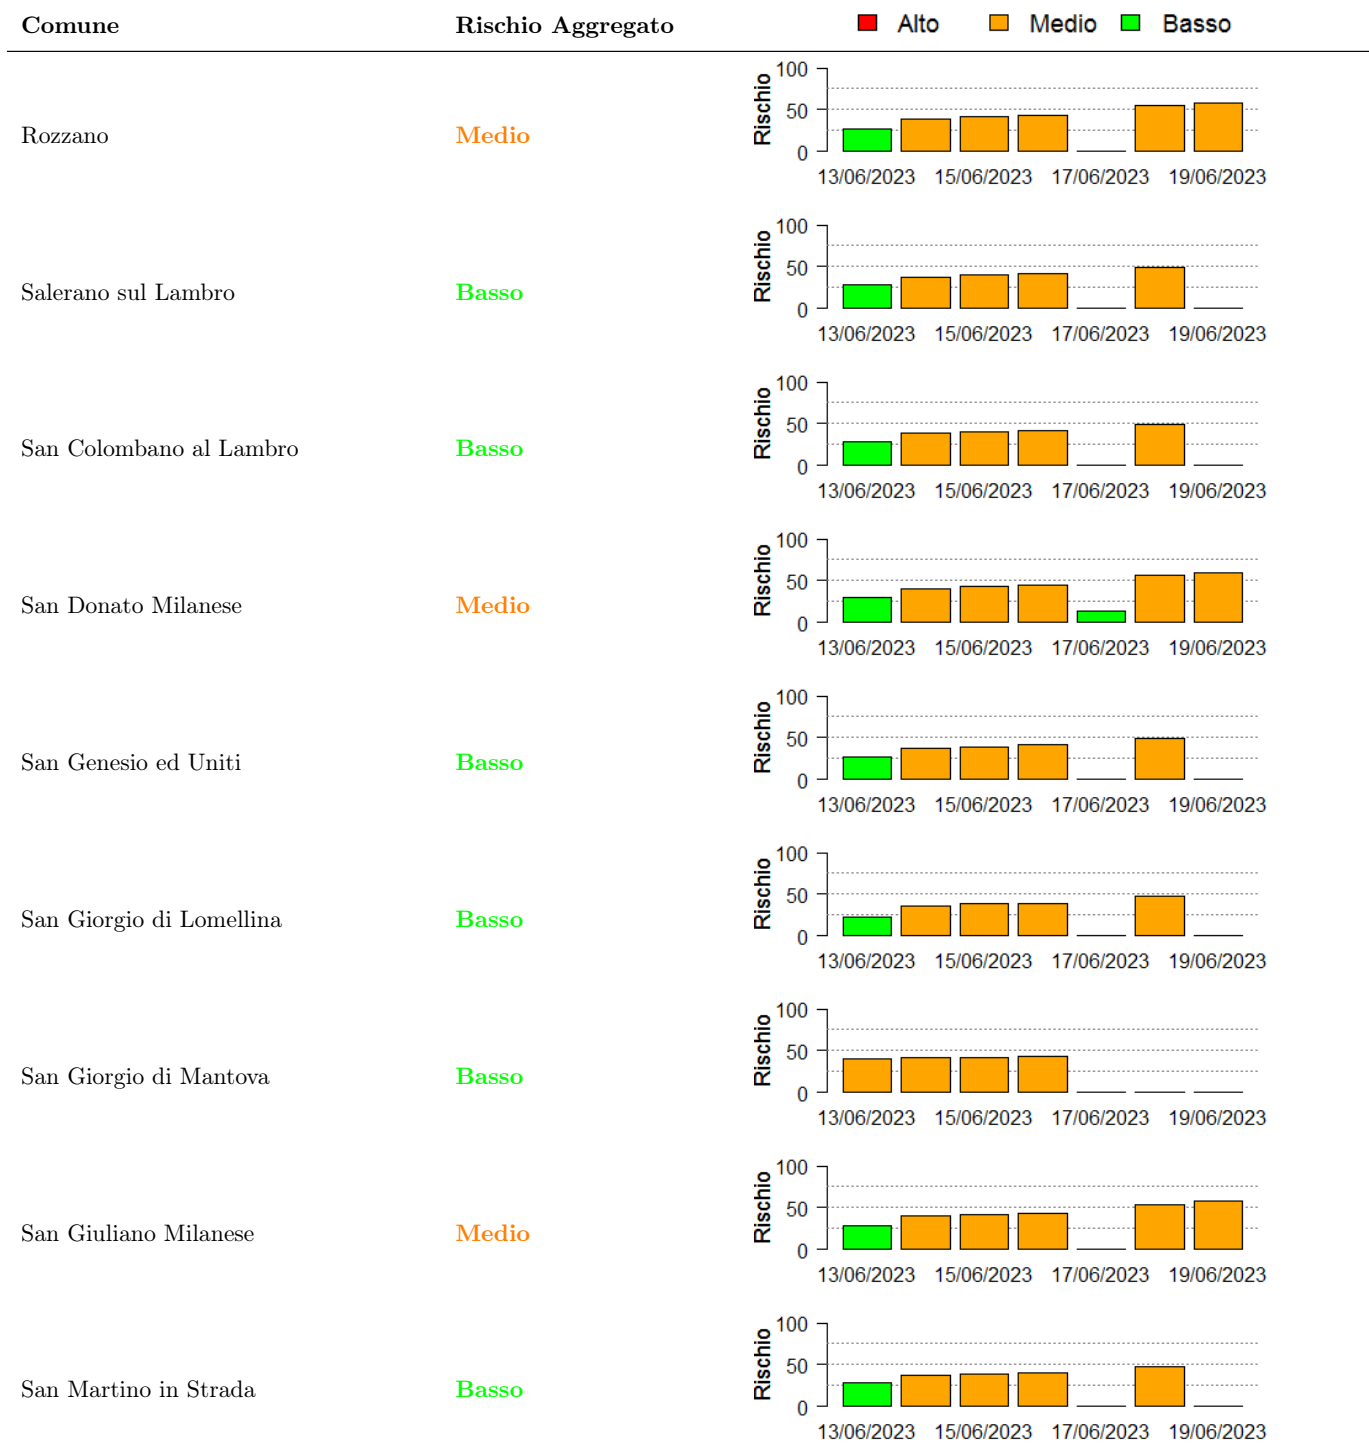 Comune Rischio Aggregato Alto Medio Basso
Rozzano Medio
Rischio
100
50
0
13/06/2023 15/06/2023 17/06/2023 19/06/2023
Salerano sul Lambro Basso
Rischio
100
50
0
13/06/2023 15/06/2023 17/06/2023 19/06/2023
San Colombano al Lambro Basso
Rischio
100
50
0
13/06/2023 15/06/2023 17/06/2023 19/06/2023
San Donato Milanese Medio
Rischio
100
50
0
13/06/2023 15/06/2023 17/06/2023 19/06/2023
San Genesio ed Uniti Basso
Rischio
100
50
0
13/06/2023 15/06/2023 17/06/2023 19/06/2023
San Giorgio di Lomellina Basso
Rischio
100
50
0
13/06/2023 15/06/2023 17/06/2023 19/06/2023
San Giorgio di Mantova Basso
Rischio
100
50
0
13/06/2023 15/06/2023 17/06/2023 19/06/2023
San Giuliano Milanese Medio
Rischio
100
50
0
13/06/2023 15/06/2023 17/06/2023 19/06/2023
San Martino in Strada Basso
Rischio
100
50
0
13/06/2023 15/06/2023 17/06/2023 19/06/2023